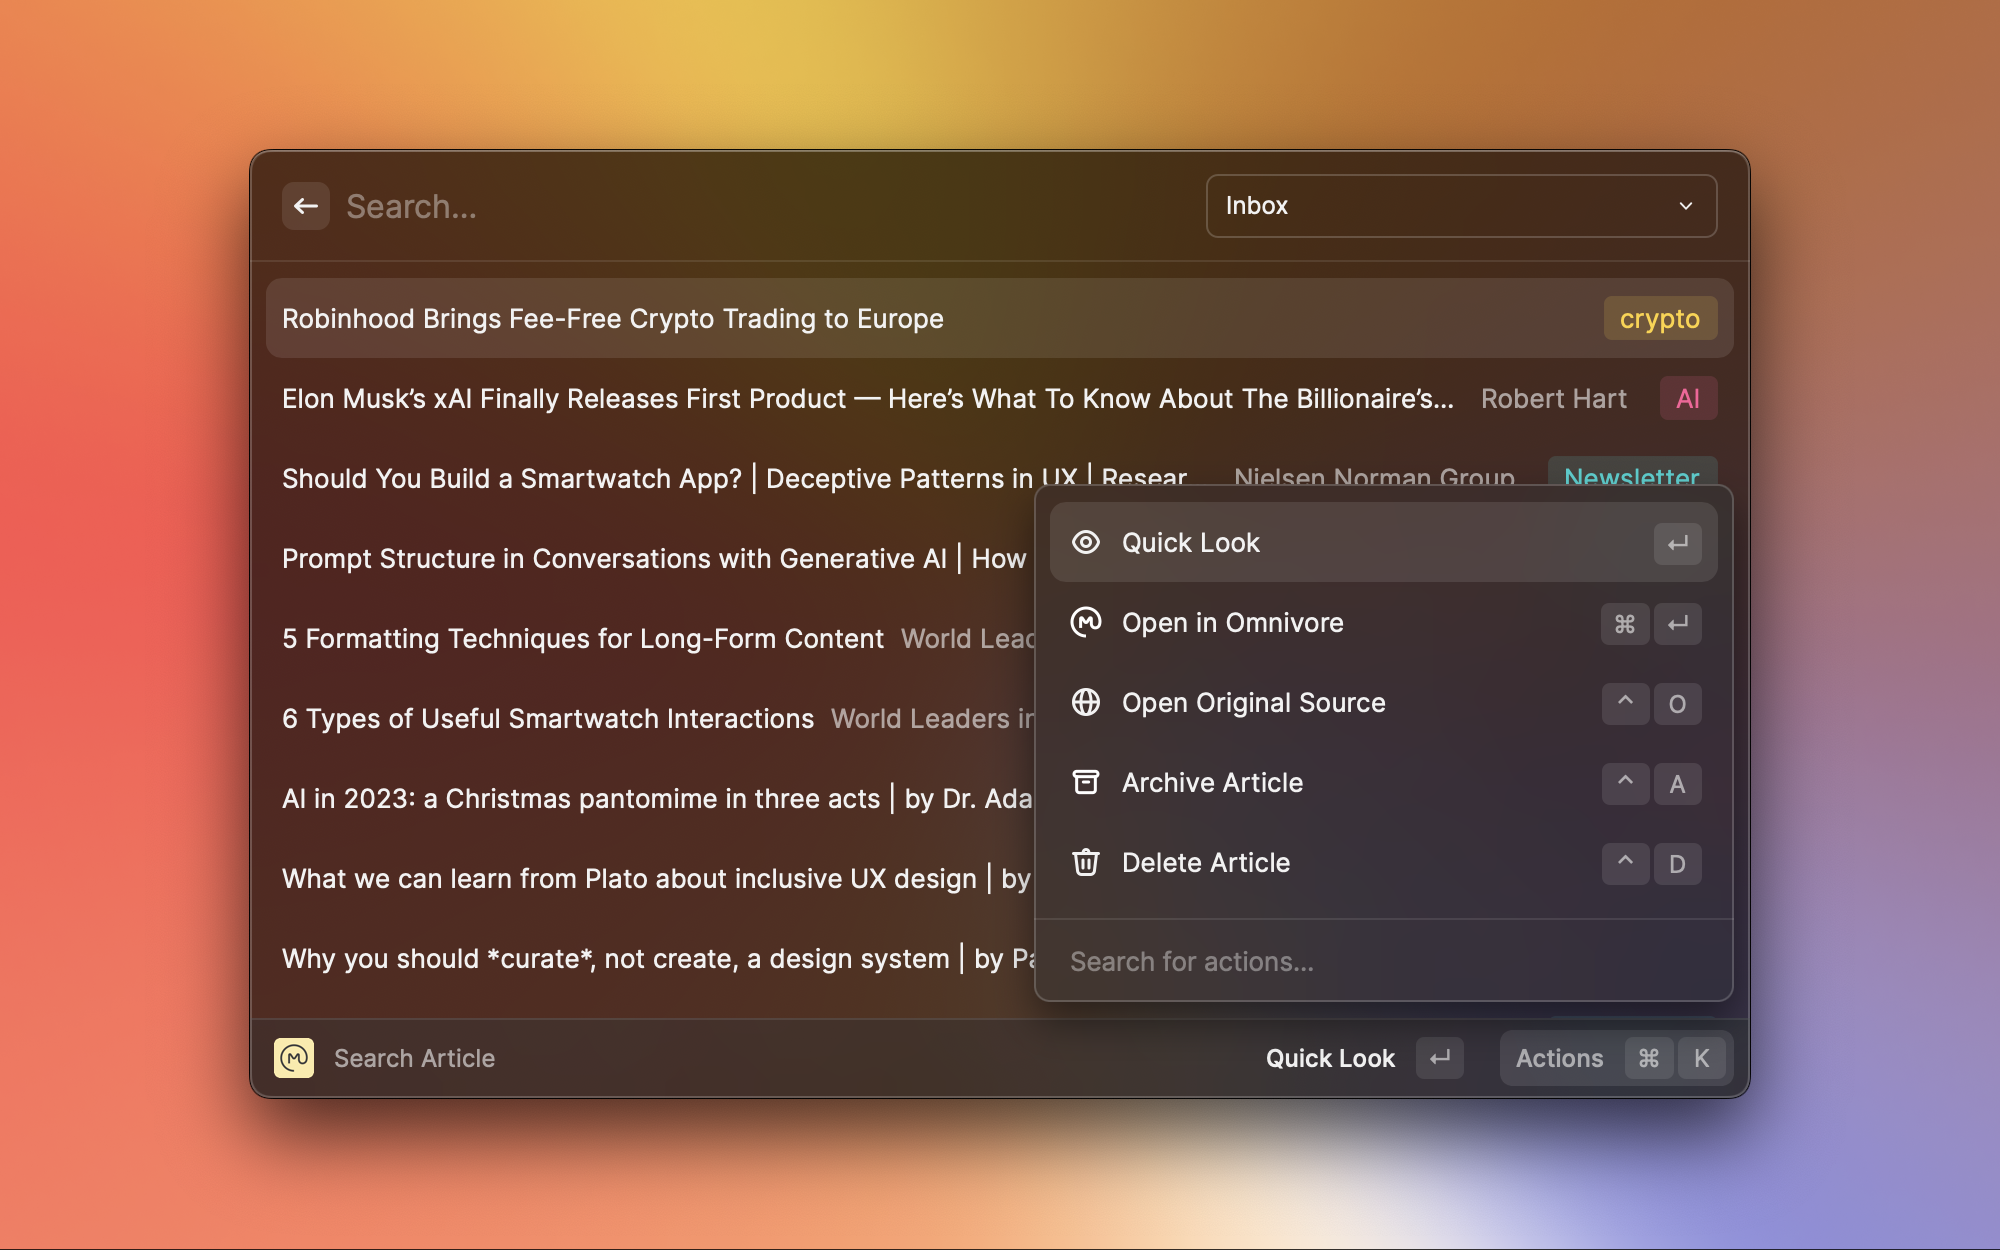 Search...
Inbox
Robinhood Brings Fee-Free Crypto Trading to Europe
crypto
Elon Musk’s xAI Finally Releases First Product — Here’s What To Know About The Billionaire’s... Robert Hart AI
Should You Build a Smartwatch App? | Deceptive Patterns in UX | Resear Nielsen Norman Group Newsletter
Prompt Structure in Conversations with Generative AI | How
5 Formatting Techniques for Long-Form Content World Lead
6 Types of Useful Smartwatch Interactions World Leaders in
AI in 2023: a Christmas pantomime in three acts | by Dr. Ada
What we can learn from Plato about inclusive UX design | by
Why you should *curate*, not create, a design system | by Pa
Quick Look ↵
Open in Omnivore ⌘ ↵
Open Original Source ^ O
Archive Article ^ A
Delete Article ^ D
Search for actions...
Search Article
Quick Look ↵
Actions ⌘ K